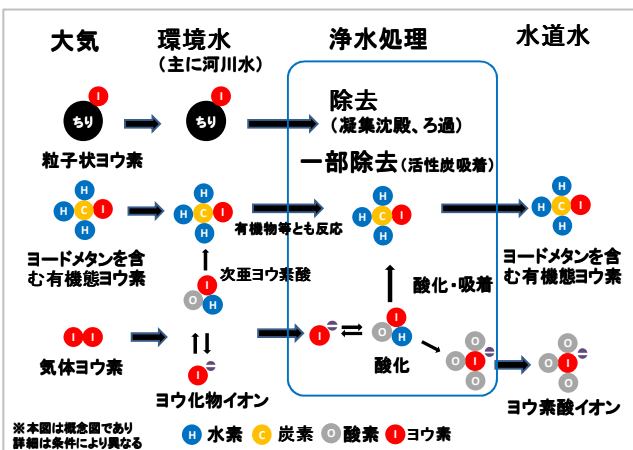 大気
環境水
(主に河川水)
浄水処理
水道水
I
ちり
粒子状ヨウ素
I
ちり
除去
(凝集沈殿、ろ過)
一部除去(活性炭吸着)
H
H
C
I
H
ヨードメタンを含
む有機態ヨウ素
H
H
C
I
H
有機物等とも反応
H
H
C
I
H
H
H
C
I
H
ヨードメタンを含
む有機態ヨウ素
次亜ヨウ素酸
I
O
H
酸化・吸着
I I
気体ヨウ素
I
ヨウ化物イオン
I
I
O
H
酸化
O
O
I
O
O
O
I
O
ヨウ素酸イオン
※本図は概念図であり
詳細は条件により異なる
H 水素 C 炭素 O 酸素 I ヨウ素